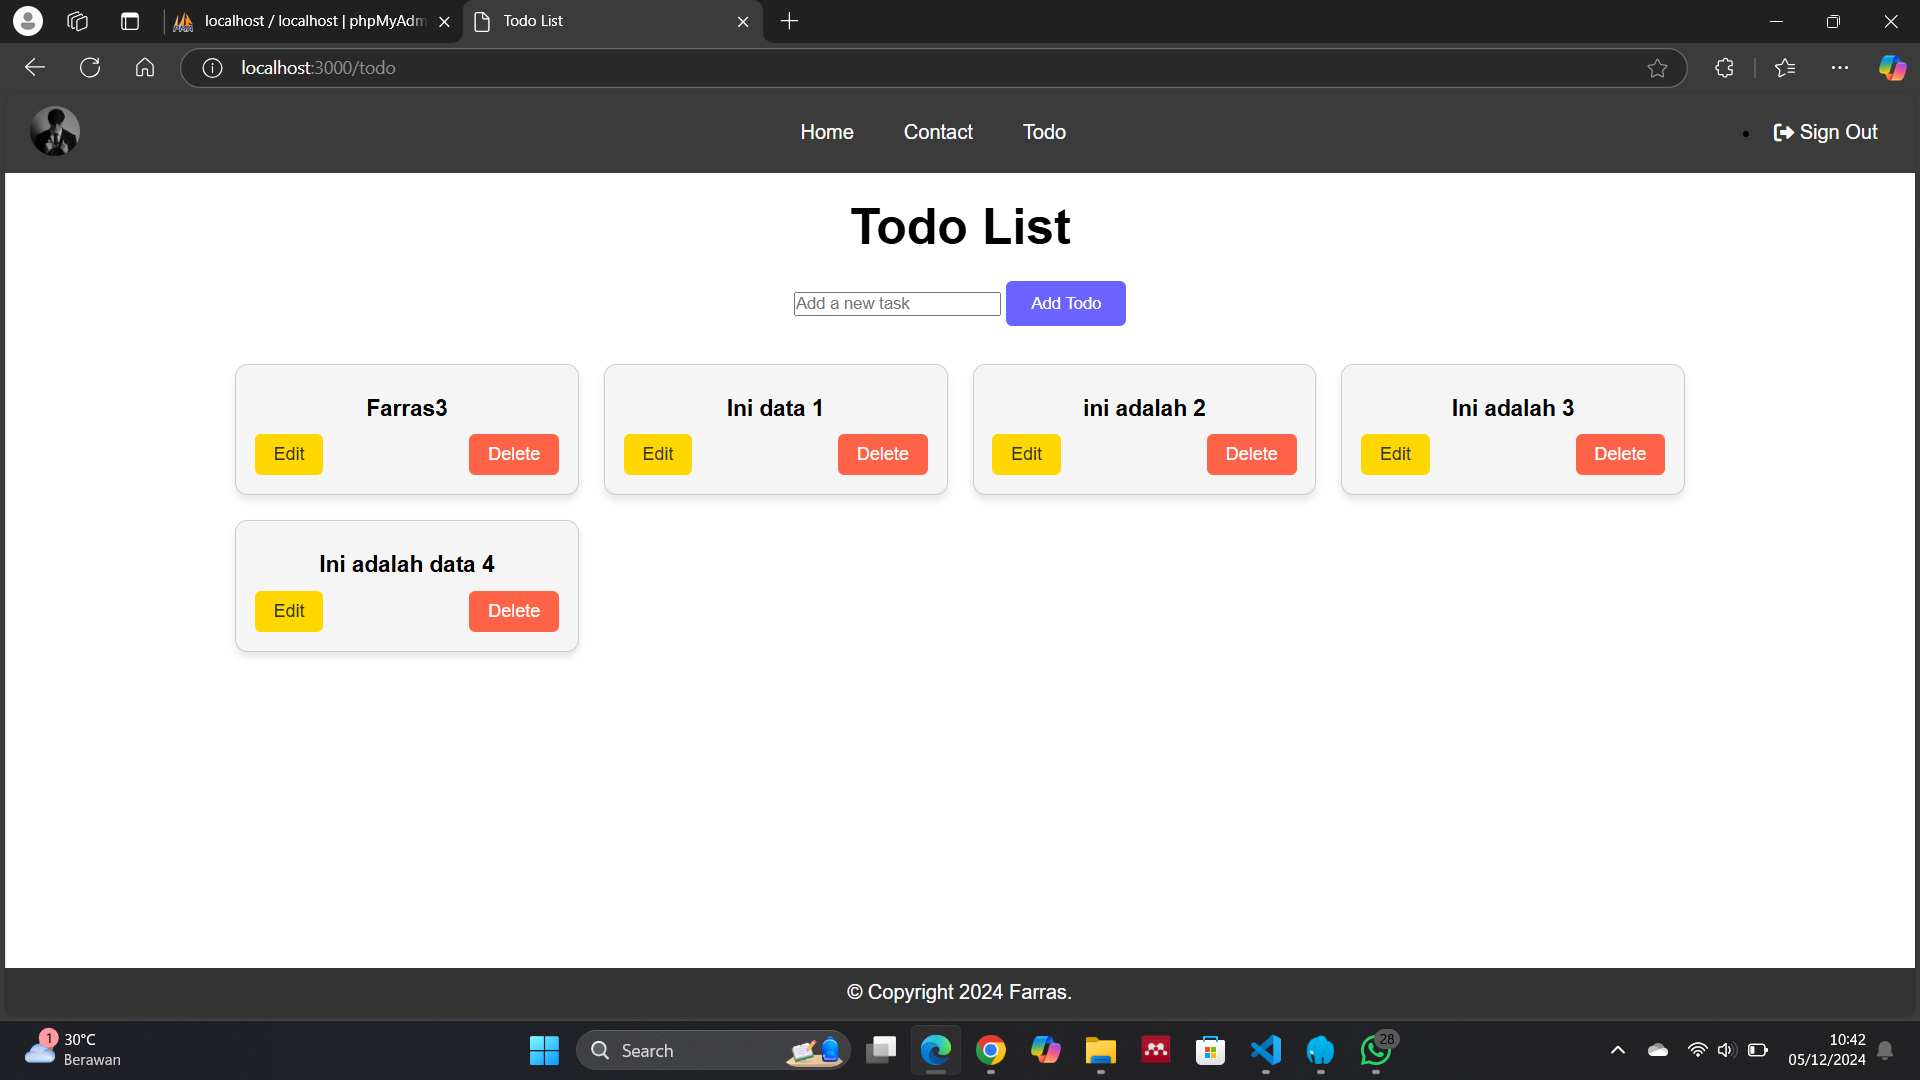 localhost / localhost | phpMyAdm
Todo List
localhost:3000/todo
Home
Contact
Todo
Sign Out
Todo List
Add a new task
Add Todo
Farras3
Edit
Delete
Ini data 1
Edit
Delete
ini adalah 2
Edit
Delete
Ini adalah 3
Edit
Delete
Ini adalah data 4
Edit
Delete
© Copyright 2024 Farras.
1
30°C
Berawan
Search
28
10:42
05/12/2024